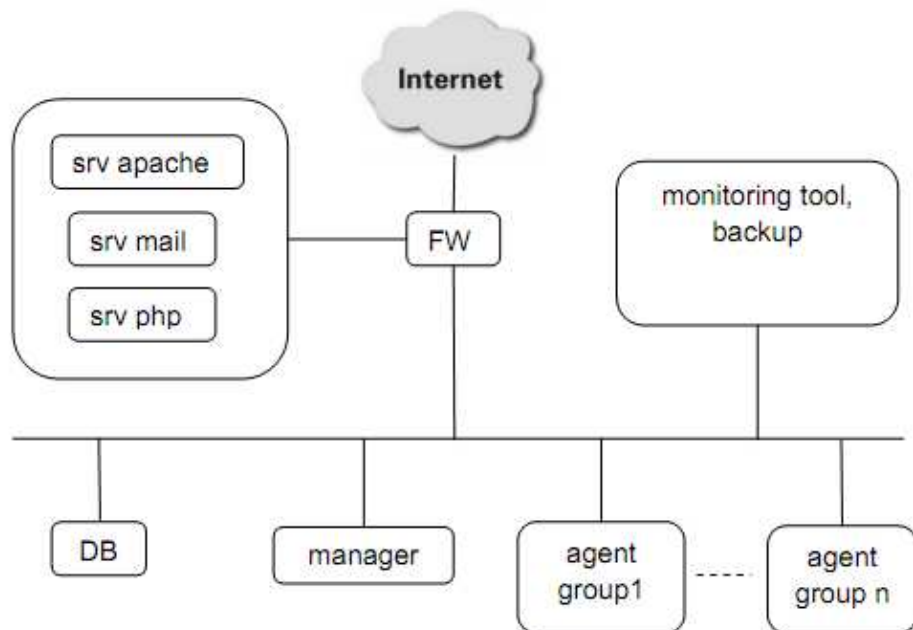 Internet
srv apache
srv mail
srv php
FW
monitoring tool,
backup
DB
manager
agent
group1
agent
group n